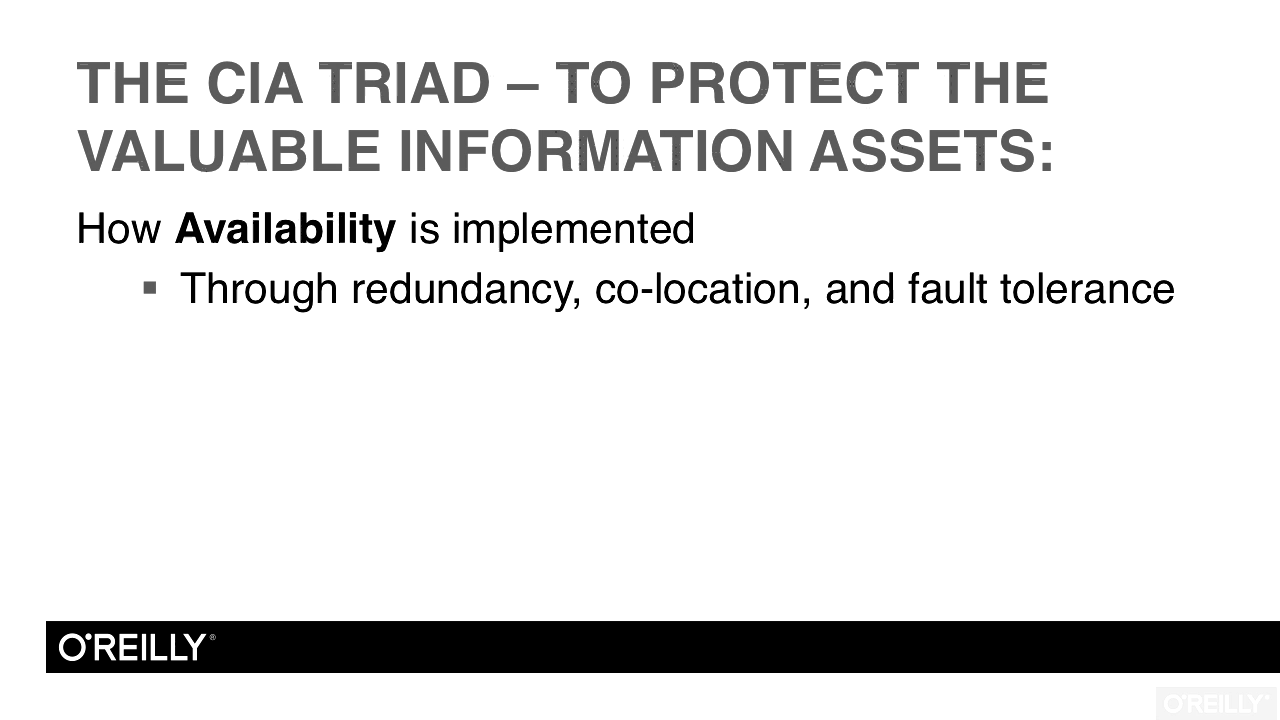 THE CIA TRIAD – TO PROTECT THE
VALUABLE INFORMATION ASSETS:
How Availability is implemented
▪ Through redundancy, co-location, and fault tolerance
O'REILLY®
O'REILLY®